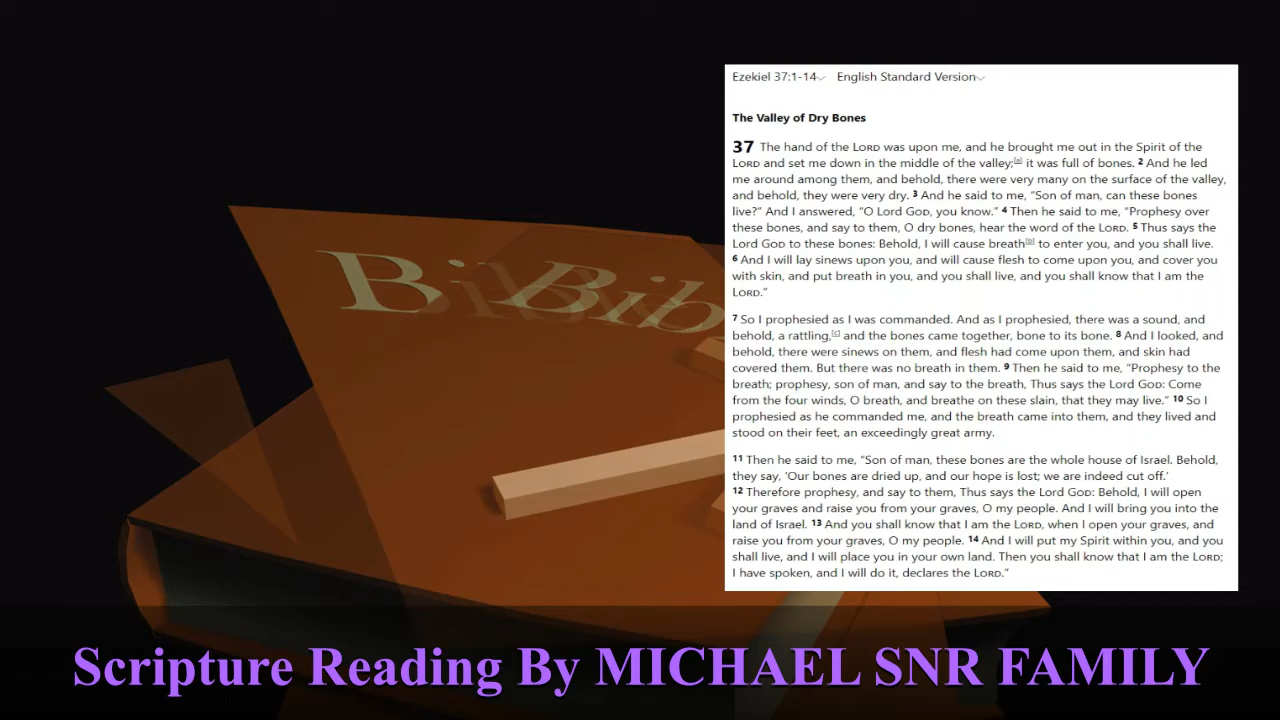 Ezekiel 37:1-14 English Standard Version
The Valley of Dry Bones
37 The hand of the LORD was upon me, and he brought me out in the Spirit of the
LORD and set me down in the middle of the valley;[a] it was full of bones. 2 And he led
me around among them, and behold, there were very many on the surface of the valley,
and behold, they were very dry. 3 And he said to me, “Son of man, can these bones
live?” And I answered, “O Lord GOD, you know.” 4 Then he said to me, “Prophesy over
these bones, and say to them, O dry bones, hear the word of the LORD. 5 Thus says the
Lord GOD to these bones: Behold, I will cause breath[b] to enter you, and you shall live.
6 And I will lay sinews upon you, and will cause flesh to come upon you, and cover you
with skin, and put breath in you, and you shall live, and you shall know that I am the
LORD.”
7 So I prophesied as I was commanded. And as I prophesied, there was a sound, and
behold, a rattling,[c] and the bones came together, bone to its bone. 8 And I looked, and
behold, there were sinews on them, and flesh had come upon them, and skin had
covered them. But there was no breath in them. 9 Then he said to me, “Prophesy to the
breath; prophesy, son of man, and say to the breath, Thus says the Lord GOD: Come
from the four winds, O breath, and breathe on these slain, that they may live.” 10 So I
prophesied as he commanded me, and the breath came into them, and they lived and
stood on their feet, an exceedingly great army.
11 Then he said to me, “Son of man, these bones are the whole house of Israel. Behold,
they say, ‘Our bones are dried up, and our hope is lost; we are indeed cut off.’
12 Therefore prophesy, and say to them, Thus says the Lord GOD: Behold, I will open
your graves and raise you from your graves, O my people. And I will bring you into the
land of Israel. 13 And you shall know that I am the LORD, when I open your graves, and
raise you from your graves, O my people. 14 And I will put my Spirit within you, and you
shall live, and I will place you in your own land. Then you shall know that I am the LORD;
I have spoken, and I will do it, declares the LORD.”
Bi Bib
Scripture Reading By MICHAEL SNR FAMILY